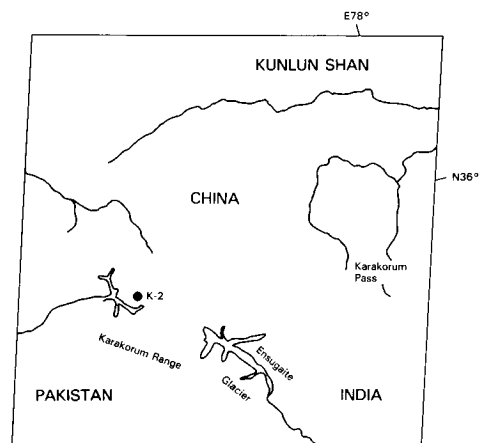 E78°
KUNLUN SHAN
N36°
CHINA
Karakorum
Pass
K-2
Karakorum Range
Ensugaite
Glacier
PAKISTAN
INDIA